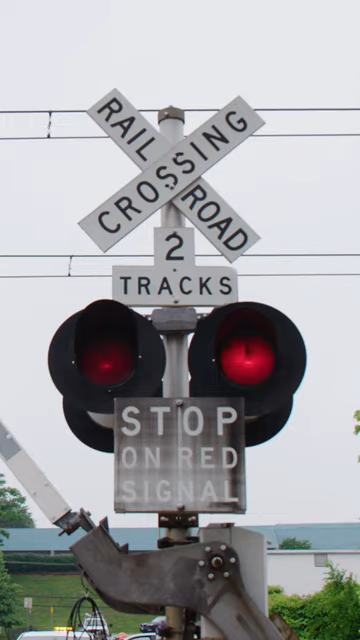 RAIL ROAD
CROSSING
2
TRACKS
STOP
ON RED
SIGNAL